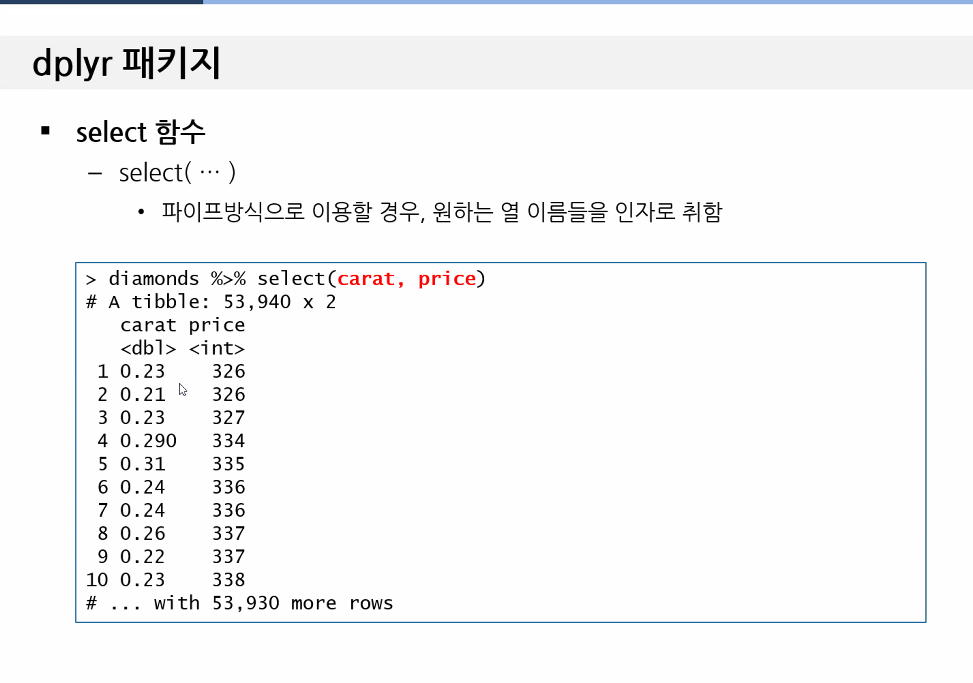 dplyr 패키지
▪ select 함수
– select( … )
• 파이프방식으로 이용할 경우, 원하는 열 이름들을 인자로 취함
> diamonds %>% select(carat, price)
# A tibble: 53,940 x 2
   carat price
   <dbl> <int>
 1 0.23    326
 2 0.21    326
 3 0.23    327
 4 0.290   334
 5 0.31    335
 6 0.24    336
 7 0.24    336
 8 0.26    337
 9 0.22    337
10 0.23    338
# ... with 53,930 more rows